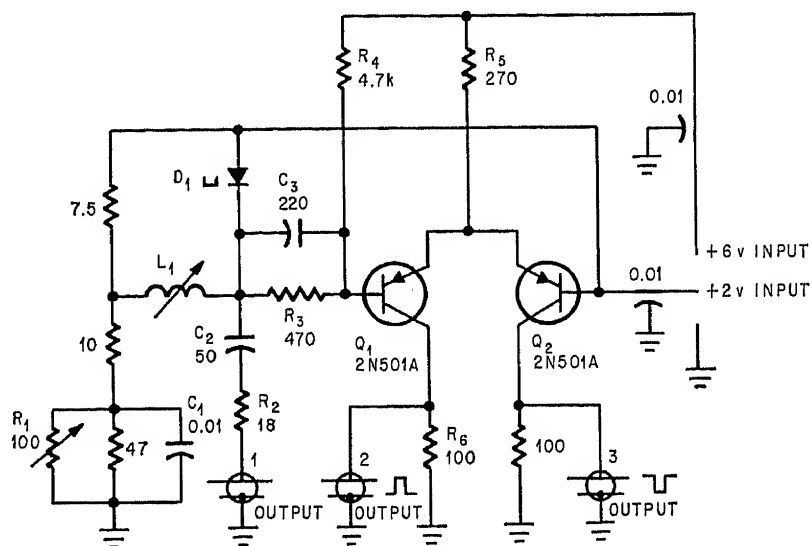 R4
4.7k
R5
270
0.01
D1
C3
220
7.5
L1
+6v INPUT
0.01
+2v INPUT
R3
470
C2
50
Q1
2N501A
Q2
2N501A
10
R1
100
47
C1
0.01
R2
18
1
OUTPUT
2
OUTPUT
R6
100
100
3
OUTPUT